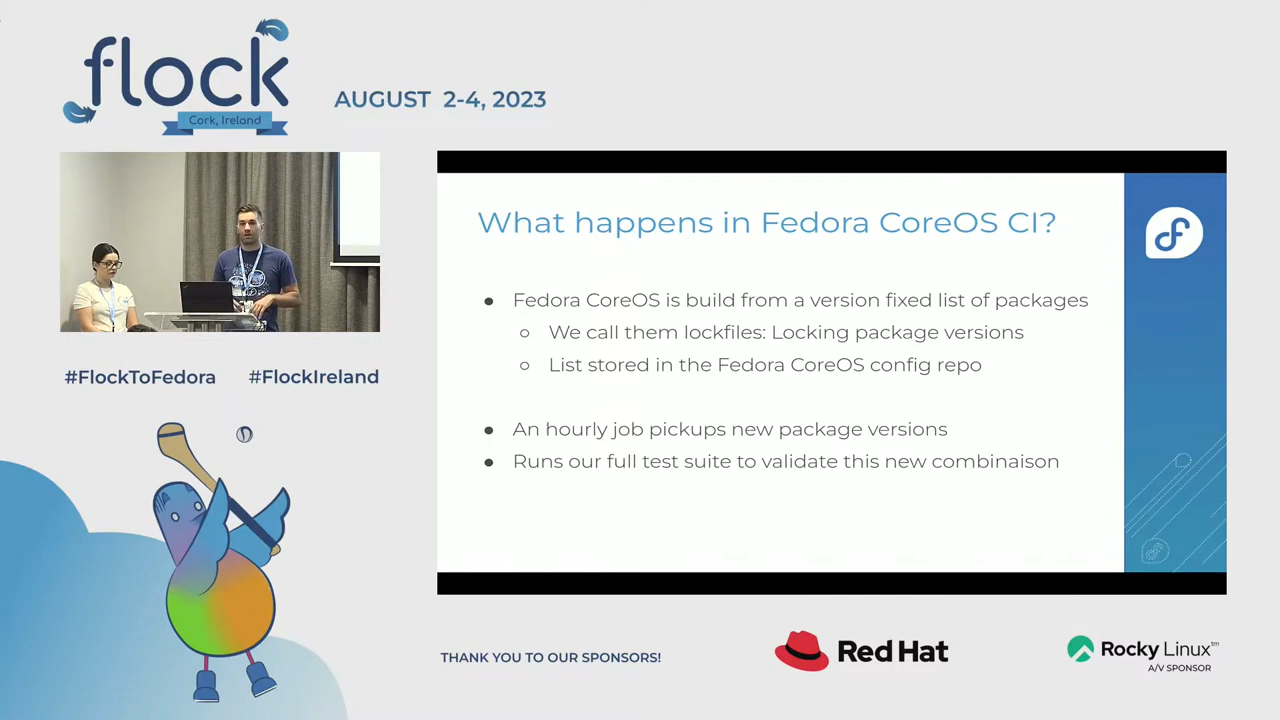 flock
Cork, Ireland
AUGUST 2-4, 2023
What happens in Fedora CoreOS CI?
● Fedora CoreOS is build from a version fixed list of packages
○ We call them lockfiles: Locking package versions
○ List stored in the Fedora CoreOS config repo
● An hourly job pickups new package versions
● Runs our full test suite to validate this new combinaison
#FlockToFedora #FlockIreland
THANK YOU TO OUR SPONSORS!
Red Hat
Rocky Linux™
A/V SPONSOR